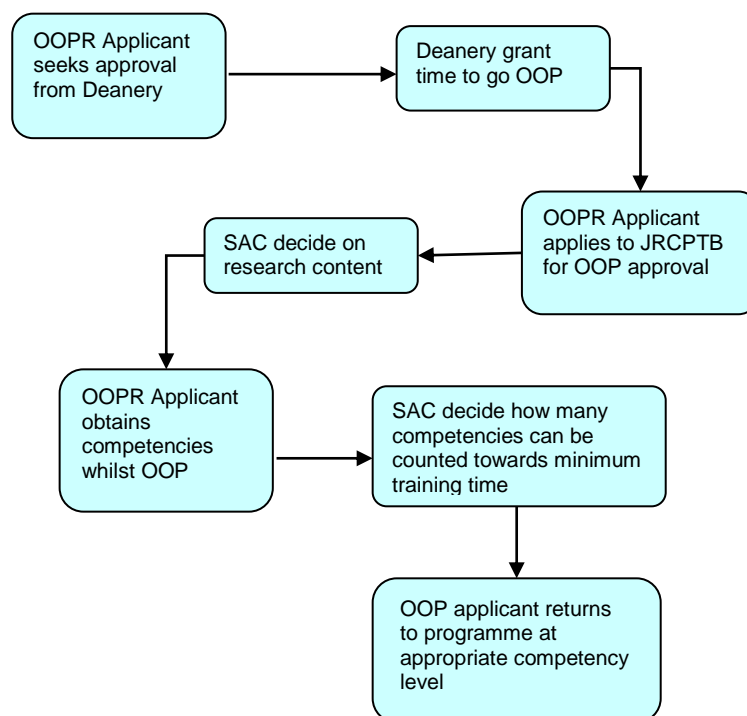 OOPR Applicant
seeks approval
from Deanery
Deanery grant
time to go OOP
OOPR Applicant
applies to JRCPTB
for OOP approval
SAC decide on
research content
OOPR Applicant
obtains
competencies
whilst OOP
SAC decide how many
competencies can be
counted towards minimum
training time
OOP applicant returns
to programme at
appropriate competency
level